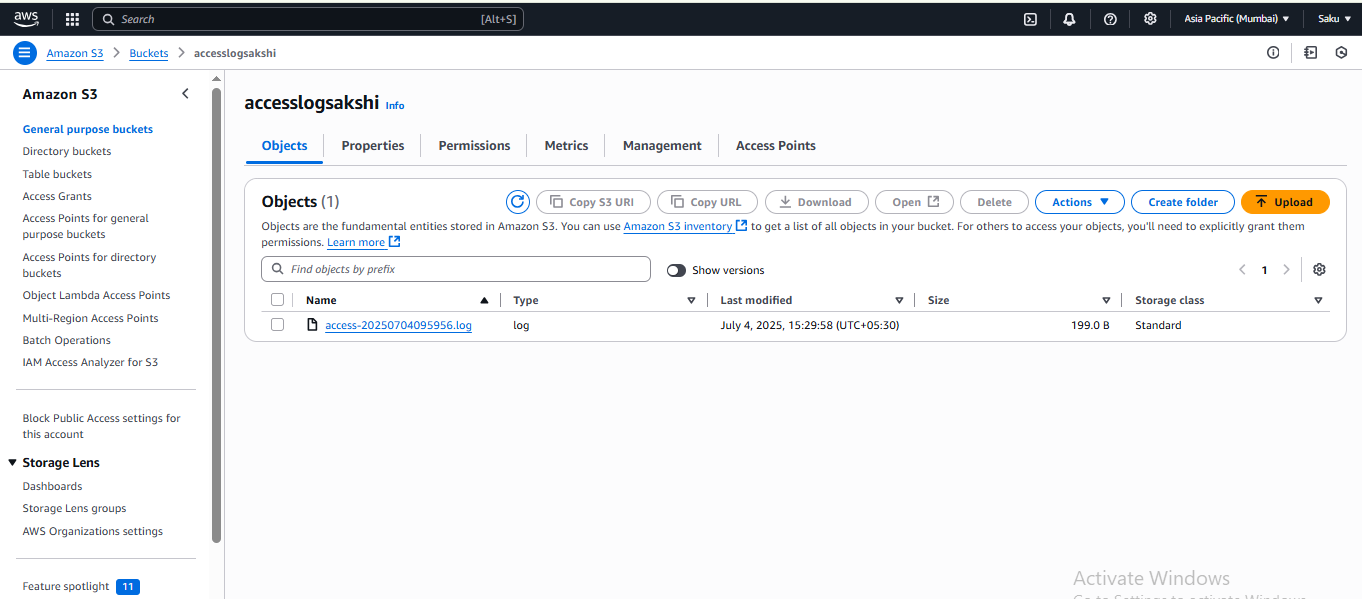 aws Search [Alt+S] Asia Pacific (Mumbai) Saku
Amazon S3 > Buckets > accesslogsakshi
Amazon S3
General purpose buckets
Directory buckets
Table buckets
Access Grants
Access Points for general
purpose buckets
Access Points for directory
buckets
Object Lambda Access Points
Multi-Region Access Points
Batch Operations
IAM Access Analyzer for S3
Block Public Access settings for
this account
Storage Lens
Dashboards
Storage Lens groups
AWS Organizations settings
Feature spotlight 11
accesslogsakshi Info
Objects Properties Permissions Metrics Management Access Points
Objects (1) Copy S3 URI Copy URL Download Open Delete Actions Create folder Upload
Objects are the fundamental entities stored in Amazon S3. You can use Amazon S3 inventory to get a list of all objects in your bucket. For others to access your objects, you'll need to explicitly grant them
permissions. Learn more
Find objects by prefix Show versions 1
Name Type Last modified Size Storage class
access-20250704095956.log log July 4, 2025, 15:29:58 (UTC+05:30) 199.0 B Standard
Activate Windows
Go to Settings to activate Windows.